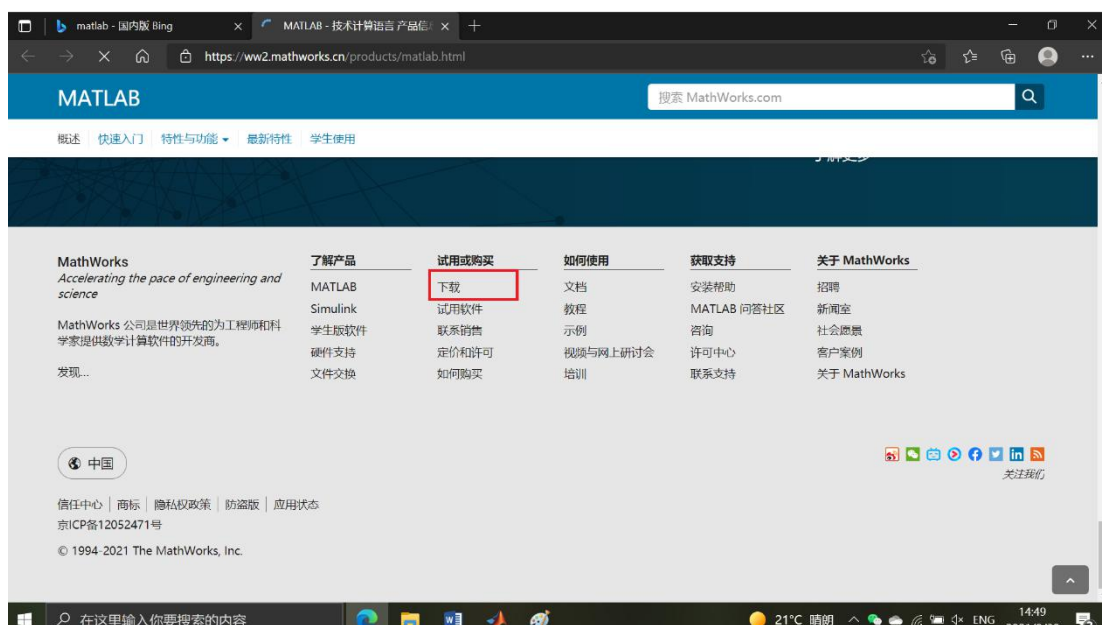 matlab - 国内版 Bing
MATLAB - 技术计算语言 产品信
https://ww2.mathworks.cn/products/matlab.html
MATLAB
搜索 MathWorks.com
概述 快速入门 特性与功能 最新特性 学生使用
了解更多
MathWorks
Accelerating the pace of engineering and
science
MathWorks 公司是世界领先的为工程师和科
学家提供数学计算软件的开发商。
发现...
了解产品
MATLAB
Simulink
学生版软件
硬件支持
文件交换
试用或购买
下载
试用软件
联系销售
定价和许可
如何购买
如何使用
文档
教程
示例
视频与网上研讨会
培训
获取支持
安装帮助
MATLAB 问答社区
咨询
许可中心
联系支持
关于 MathWorks
招聘
新闻室
社会愿景
客户案例
关于 MathWorks
中国
关注我们
信任中心 | 商标 | 隐私权政策 | 防盗版 | 应用状态
京ICP备12052471号
© 1994-2021 The MathWorks, Inc.
在这里输入你要搜索的内容
21°C 晴朗
ENG
14:49